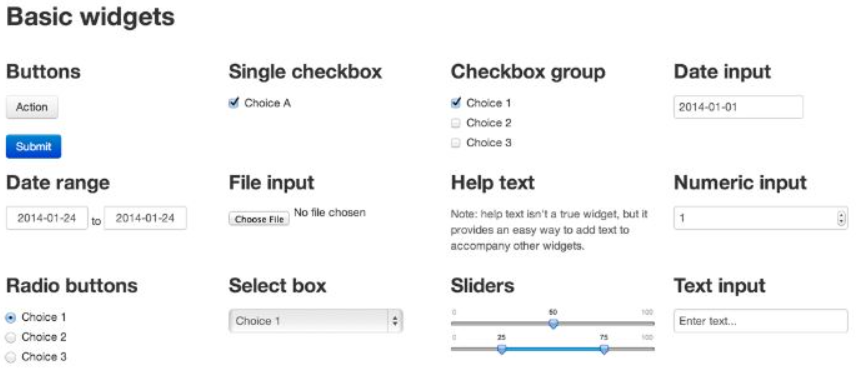 Basic widgets
Buttons
Action
Submit
Single checkbox
Choice A
Checkbox group
Choice 1
Choice 2
Choice 3
Date input
2014-01-01
Date range
2014-01-24 to 2014-01-24
File input
Choose File No file chosen
Help text
Note: help text isn't a true widget, but it
provides an easy way to add text to
accompany other widgets.
Numeric input
1
Radio buttons
Choice 1
Choice 2
Choice 3
Select box
Choice 1
Sliders
0 50 100
0 25 75 100
Text input
Enter text...